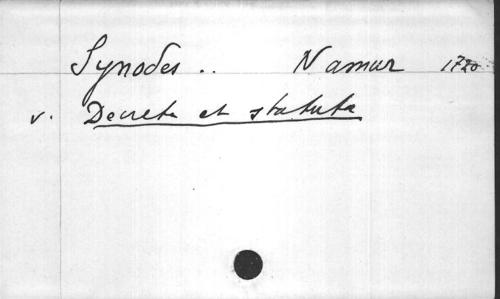 Synodes .. Namur 1720
v. Decreta et statuta